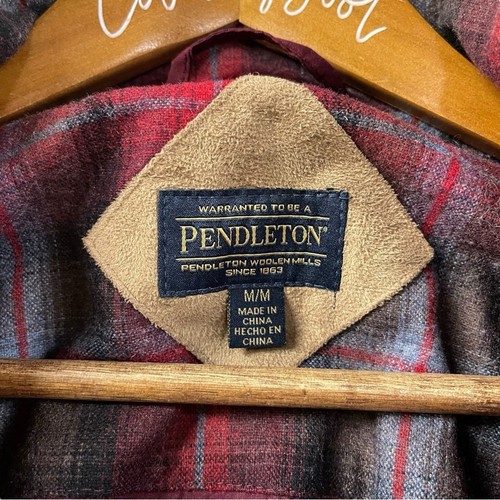 WARRANTED TO BE A
PENDLETON®
PENDLETON WOOLEN MILLS
SINCE 1863
M/M
MADE IN
CHINA
HECHO EN
CHINA